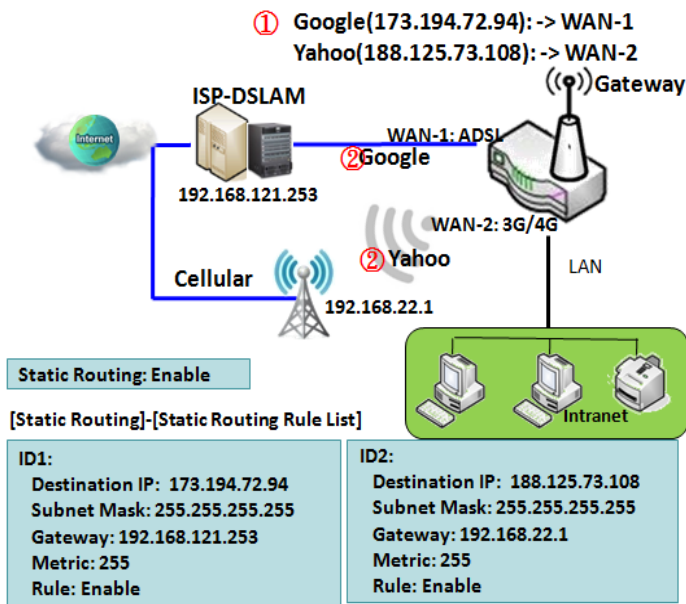 ① Google(173.194.72.94): -> WAN-1
Yahoo(188.125.73.108): -> WAN-2
Gateway
ISP-DSLAM
Internet
WAN-1: ADSL
② Google
192.168.121.253
WAN-2: 3G/4G
② Yahoo
LAN
Cellular
192.168.22.1
Static Routing: Enable
Intranet
[Static Routing]-[Static Routing Rule List]
ID1:
Destination IP: 173.194.72.94
Subnet Mask: 255.255.255.255
Gateway: 192.168.121.253
Metric: 255
Rule: Enable
ID2:
Destination IP: 188.125.73.108
Subnet Mask: 255.255.255.255
Gateway: 192.168.22.1
Metric: 255
Rule: Enable